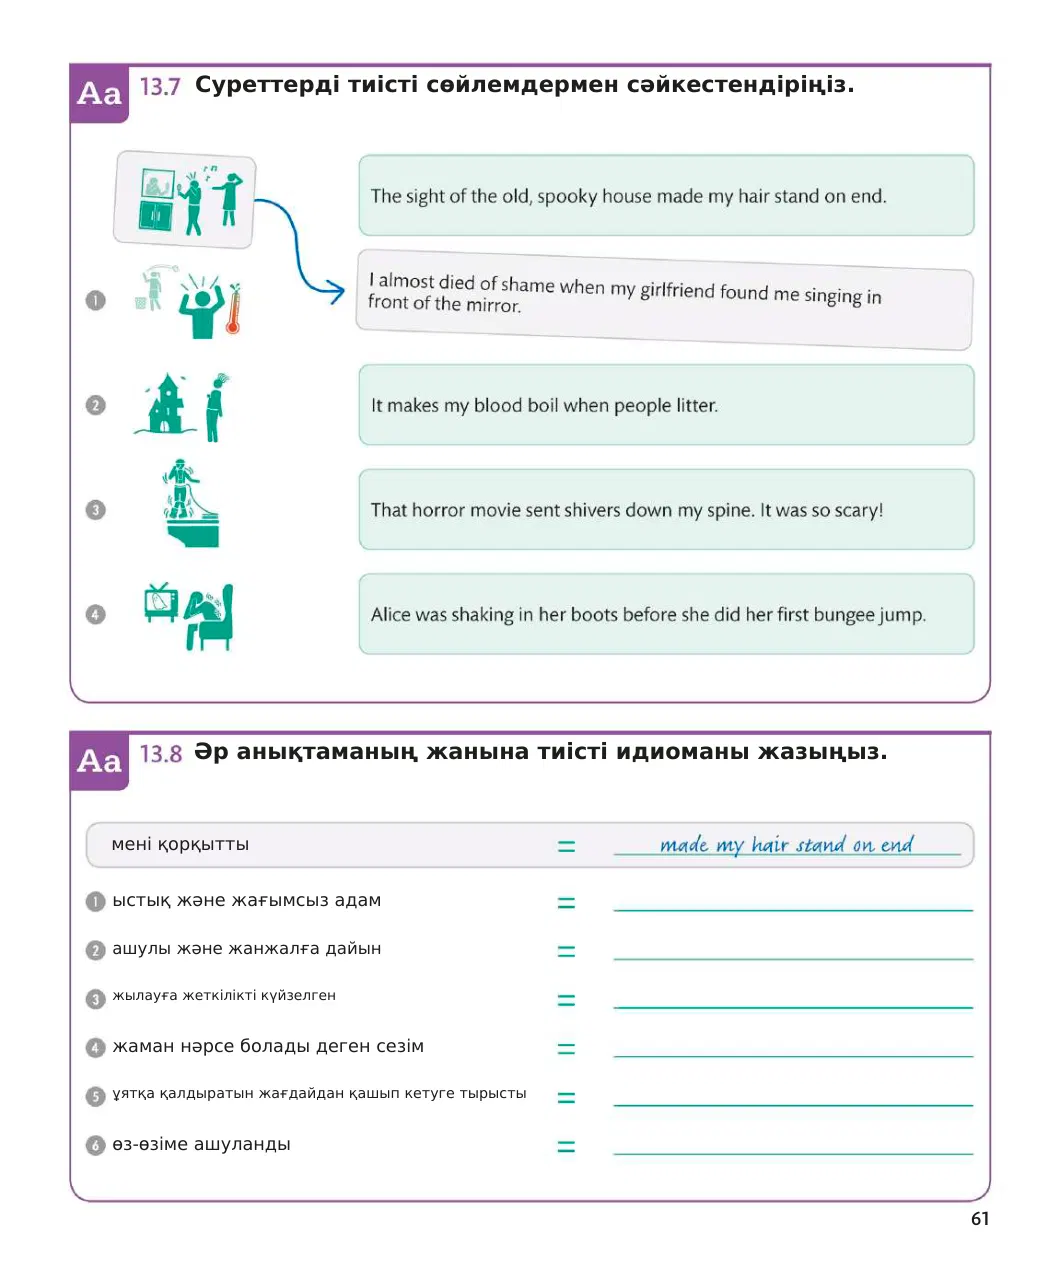 Aa 13.7 Суреттерді тиісті сөйлемдермен сәйкестендіріңіз.
The sight of the old, spooky house made my hair stand on end.
I almost died of shame when my girlfriend found me singing in
front of the mirror.
1
2
It makes my blood boil when people litter.
3
That horror movie sent shivers down my spine. It was so scary!
4
Alice was shaking in her boots before she did her first bungee jump.
Aa 13.8 Әр анықтаманың жанына тиісті идиоманы жазыңыз.
мені қорқытты = made my hair stand on end
1 ыстық және жағымсыз адам =
2 ашулы және жанжалға дайын =
3 жылауға жеткілікті күйзелген =
4 жаман нәрсе болады деген сезім =
5 ұятқа қалдыратын жағдайдан қашып кетуге тырысты =
6 өз-өзіме ашуланды =
61